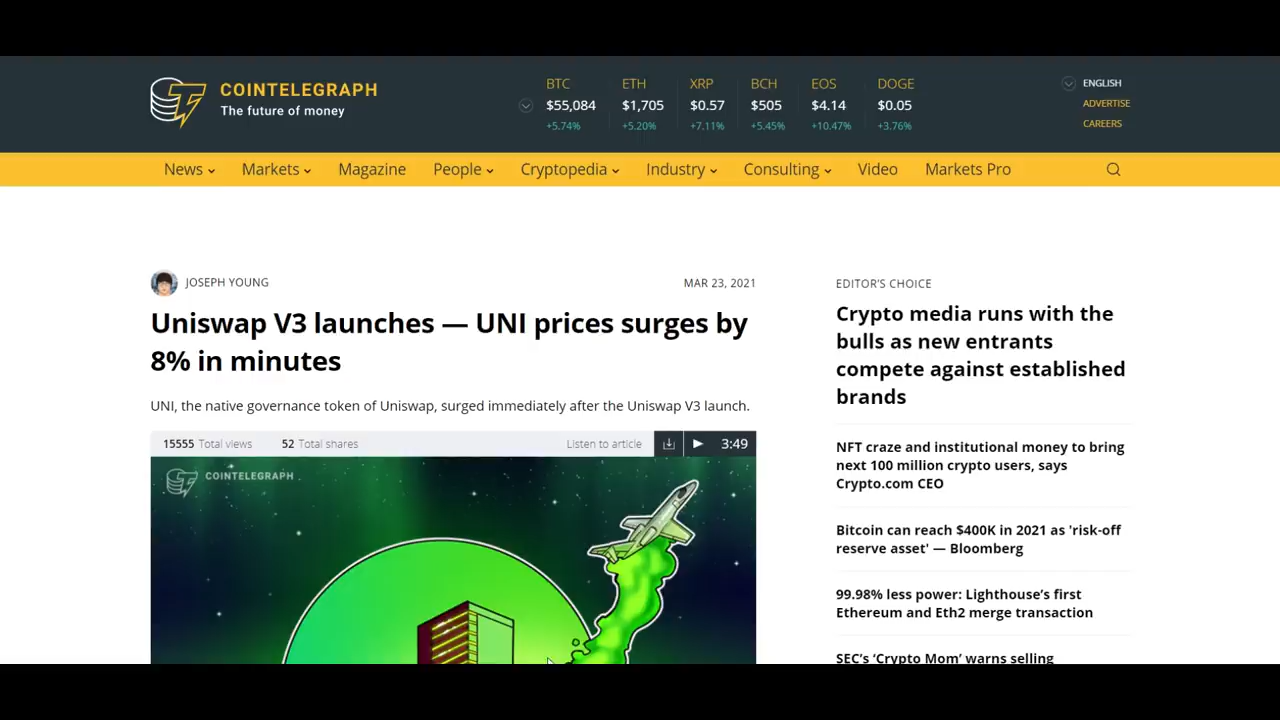 COINTELEGRAPH
The future of money
BTC ETH XRP BCH EOS DOGE
$55,084 $1,705 $0.57 $505 $4.14 $0.05
+5.74% +5.20% +7.11% +5.45% +10.47% +3.76%
ENGLISH
ADVERTISE
CAREERS
News Markets Magazine People Cryptopedia Industry Consulting Video Markets Pro
JOSEPH YOUNG
MAR 23, 2021
Uniswap V3 launches — UNI prices surges by
8% in minutes
UNI, the native governance token of Uniswap, surged immediately after the Uniswap V3 launch.
15555 Total views 52 Total shares Listen to article 3:49
COINTELEGRAPH
EDITOR'S CHOICE
Crypto media runs with the
bulls as new entrants
compete against established
brands
NFT craze and institutional money to bring
next 100 million crypto users, says
Crypto.com CEO
Bitcoin can reach $400K in 2021 as 'risk-off
reserve asset' — Bloomberg
99.98% less power: Lighthouse's first
Ethereum and Eth2 merge transaction
SEC's 'Crypto Mom' warns selling